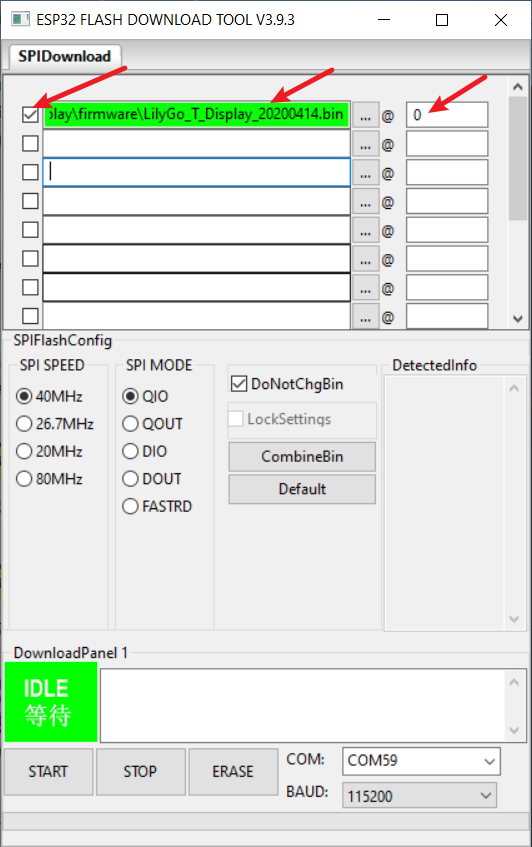 ESP32 FLASH DOWNLOAD TOOL V3.9.3
SPIDownload
play\firmware\LilyGo_T_Display_20200414.bin ... @ 0
... @
... @
... @
... @
... @
... @
... @
SPIFlashConfig
SPI SPEED
40MHz
26.7MHz
20MHz
80MHz
SPI MODE
QIO
QOUT
DIO
DOUT
FASTRD
DoNotChgBin
LockSettings
CombineBin
Default
DetectedInfo
DownloadPanel 1
IDLE
等待
START STOP ERASE
COM: COM59
BAUD: 115200